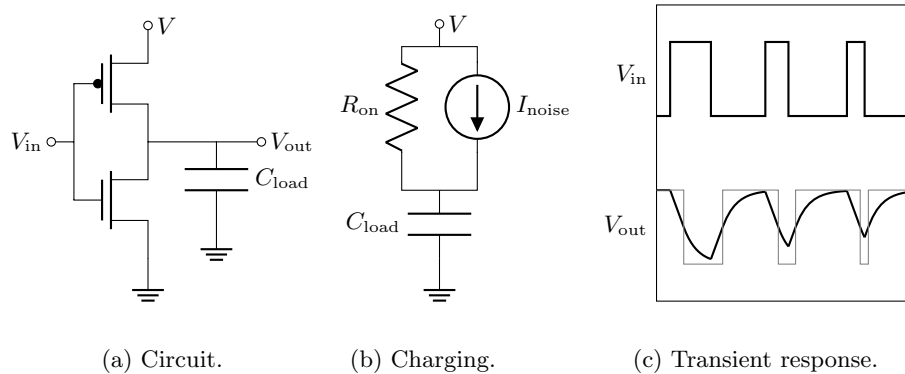 V
V_in
V_out
C_load
(a) Circuit.
V
R_on
I_noise
C_load
(b) Charging.
V_in
V_out
(c) Transient response.